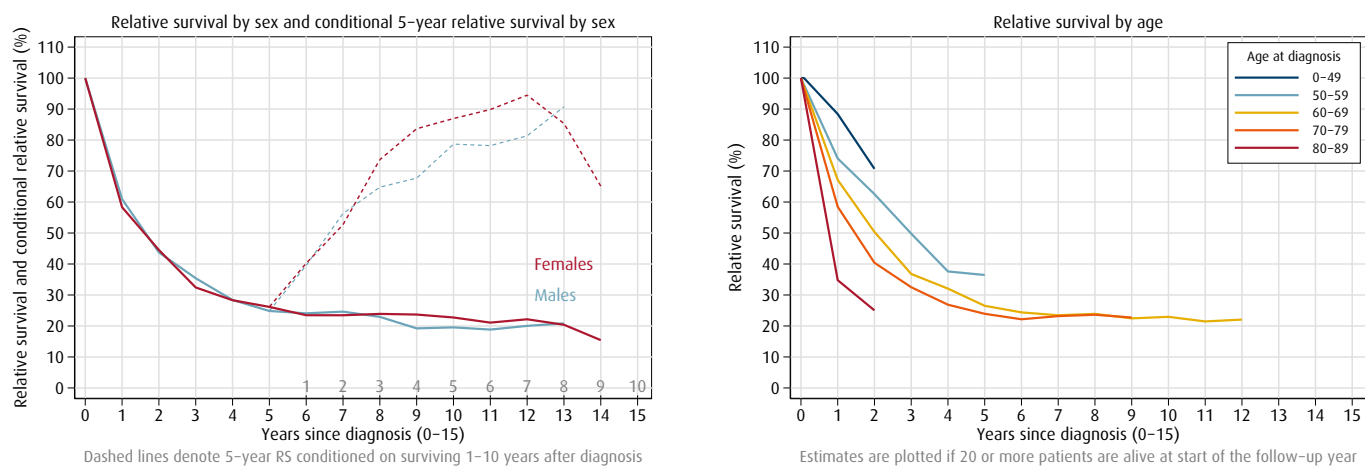 Relative survival by sex and conditional 5-year relative survival by sex
Relative survival and conditional relative survival (%)
110
100
90
80
70
60
50
40
30
20
10
0
Females
Males
1 2 3 4 5 6 7 8 9 10
0 1 2 3 4 5 6 7 8 9 10 11 12 13 14 15
Years since diagnosis (0-15)
Dashed lines denote 5-year RS conditioned on surviving 1-10 years after diagnosis
Relative survival by age
Relative survival (%)
110
100
90
80
70
60
50
40
30
20
10
0
Age at diagnosis
0-49
50-59
60-69
70-79
80-89
0 1 2 3 4 5 6 7 8 9 10 11 12 13 14 15
Years since diagnosis (0-15)
Estimates are plotted if 20 or more patients are alive at start of the follow-up year